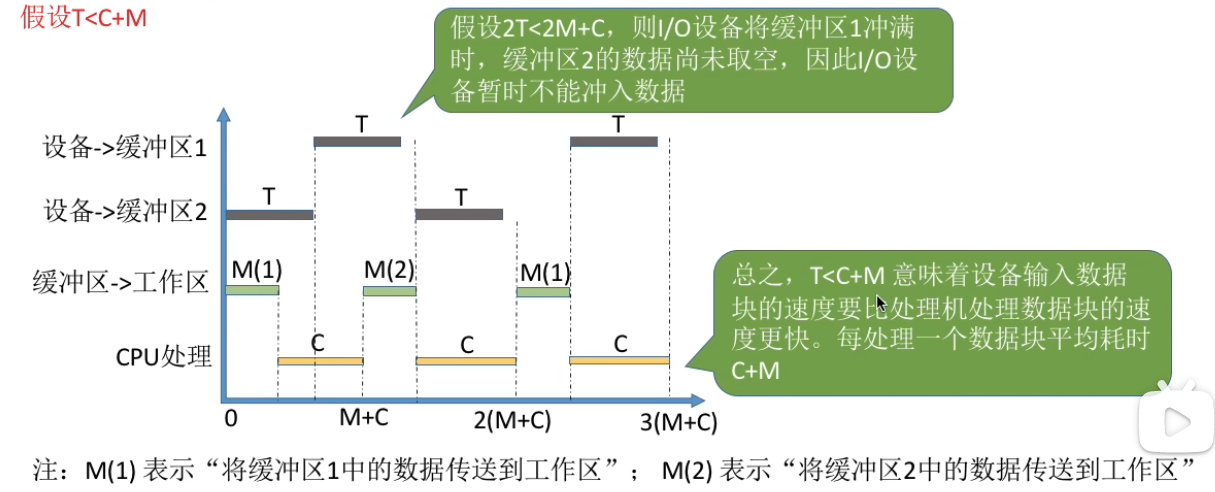 假设T<C+M
假设2T<2M+C，则I/O设备将缓冲区1冲满
时，缓冲区2的数据尚未取空，因此I/O设
备暂时不能冲入数据
T
T
设备->缓冲区1
T
T
设备->缓冲区2
M(1)
M(2)
M(1)
缓冲区->工作区
总之，T<C+M 意味着设备输入数据
块的速度要比处理机处理数据块的速
度更快。每处理一个数据块平均耗时
C+M
C
C
C
CPU处理
0
M+C
2(M+C)
3(M+C)
注：M(1) 表示“将缓冲区1中的数据传送到工作区”； M(2) 表示“将缓冲区2中的数据传送到工作区”